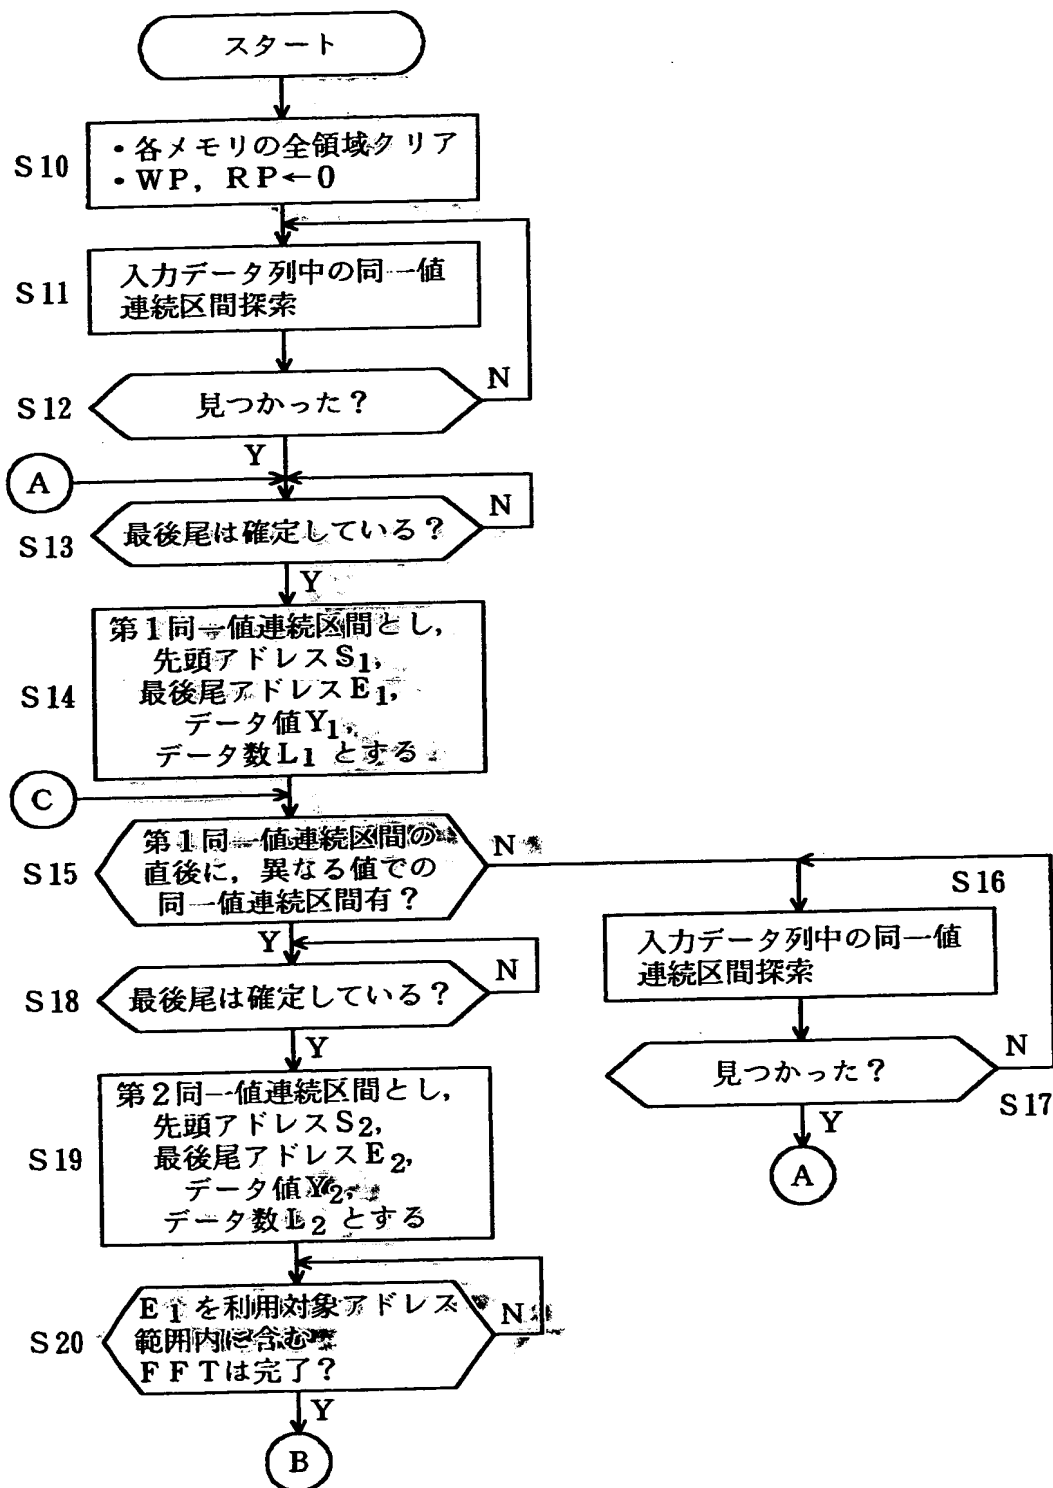 スタート
S10
・各メモリの全領域クリア
・WP, RP←0
S11
入力データ列中の同一値
連続区間探索
S12
見つかった?
N
Y
A
S13
最後尾は確定している?
N
Y
S14
第1同一値連続区間とし,
先頭アドレスS1,
最後尾アドレスE1,
データ値Y1,
データ数L1とする
C
S15
第1同一値連続区間の
直後に, 異なる値での
同一値連続区間有?
N
Y
S16
入力データ列中の同一値
連続区間探索
S17
見つかった?
N
Y
A
S18
最後尾は確定している?
N
Y
S19
第2同一値連続区間とし,
先頭アドレスS2,
最後尾アドレスE2,
データ値Y2,
データ数L2とする
S20
E1を利用対象アドレス
範囲内に含む
FFTは完了?
N
Y
B